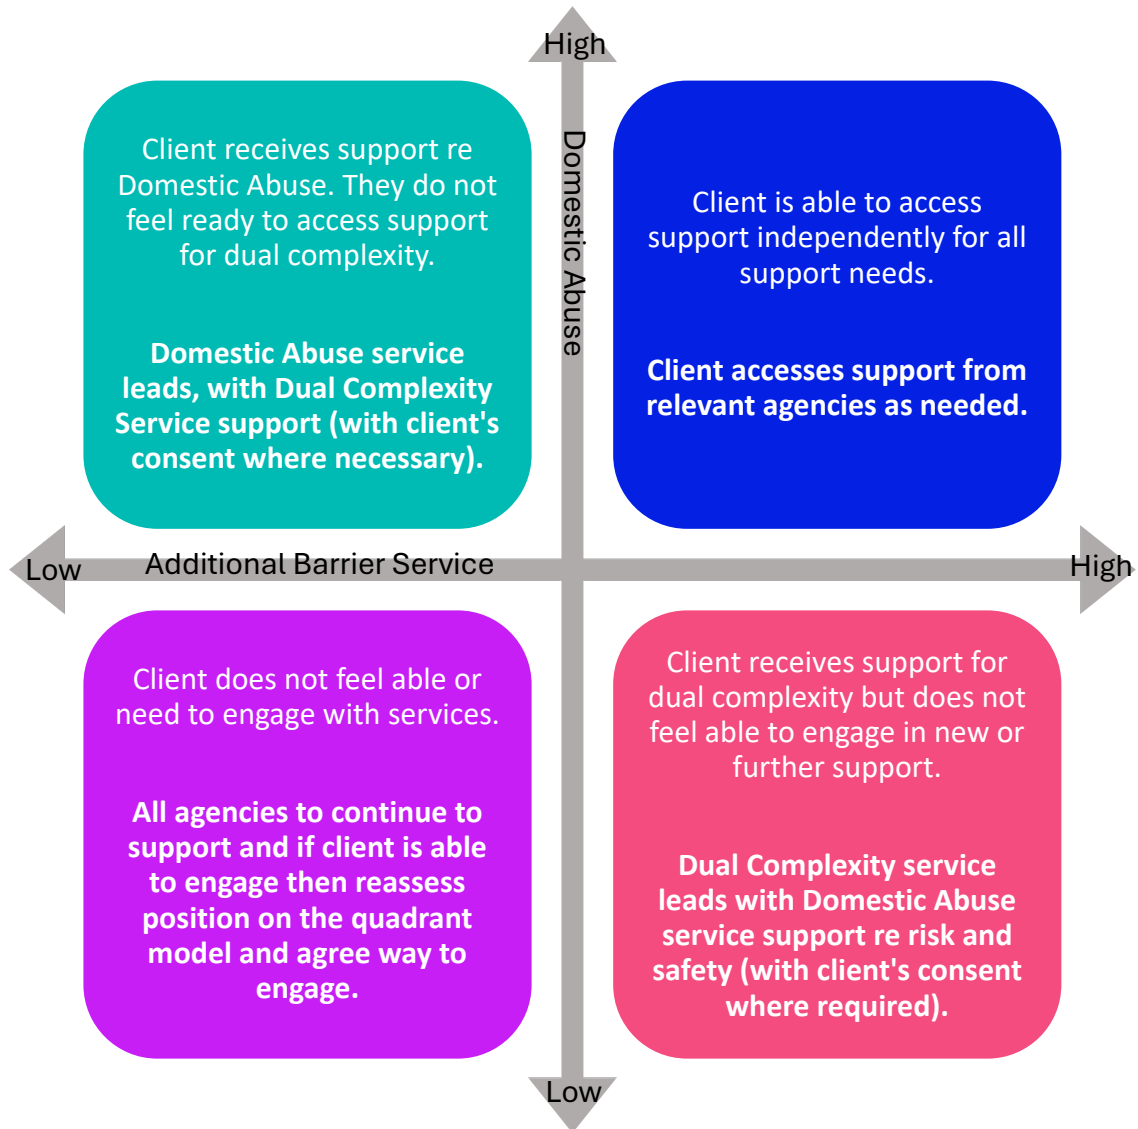 High
Domestic Abuse
Client receives support re
Domestic Abuse. They do not
feel ready to access support
for dual complexity.
Domestic Abuse service
leads, with Dual Complexity
Service support (with client's
consent where necessary).
Client is able to access
support independently for all
support needs.
Client accesses support from
relevant agencies as needed.
Low
Additional Barrier Service
High
Client does not feel able or
need to engage with services.
All agencies to continue to
support and if client is able
to engage then reassess
position on the quadrant
model and agree way to
engage.
Client receives support for
dual complexity but does not
feel able to engage in new or
further support.
Dual Complexity service
leads with Domestic Abuse
service support re risk and
safety (with client's consent
where required).
Low